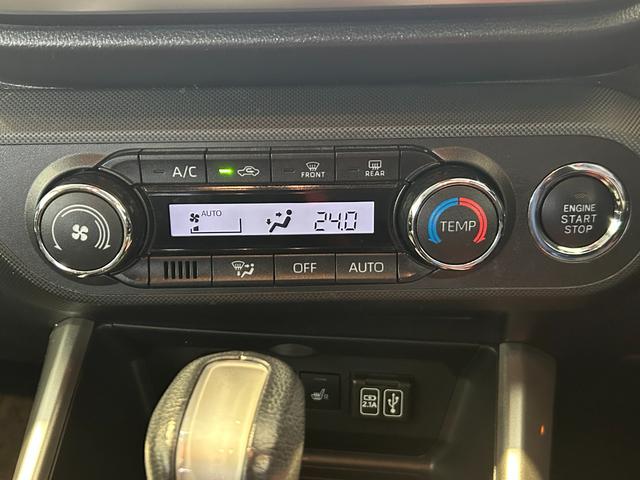 A/C
FRONT
REAR
AUTO
24.0
TEMP
ENGINE
START
STOP
OFF
AUTO
R
2.1A